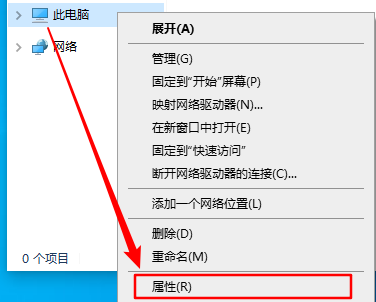 此电脑
网络
0 个项目
展开(A)
管理(G)
固定到“开始”屏幕(P)
映射网络驱动器(N)...
在新窗口中打开(E)
固定到“快速访问”
断开网络驱动器的连接(C)...
添加一个网络位置(L)
删除(D)
重命名(M)
属性(R)